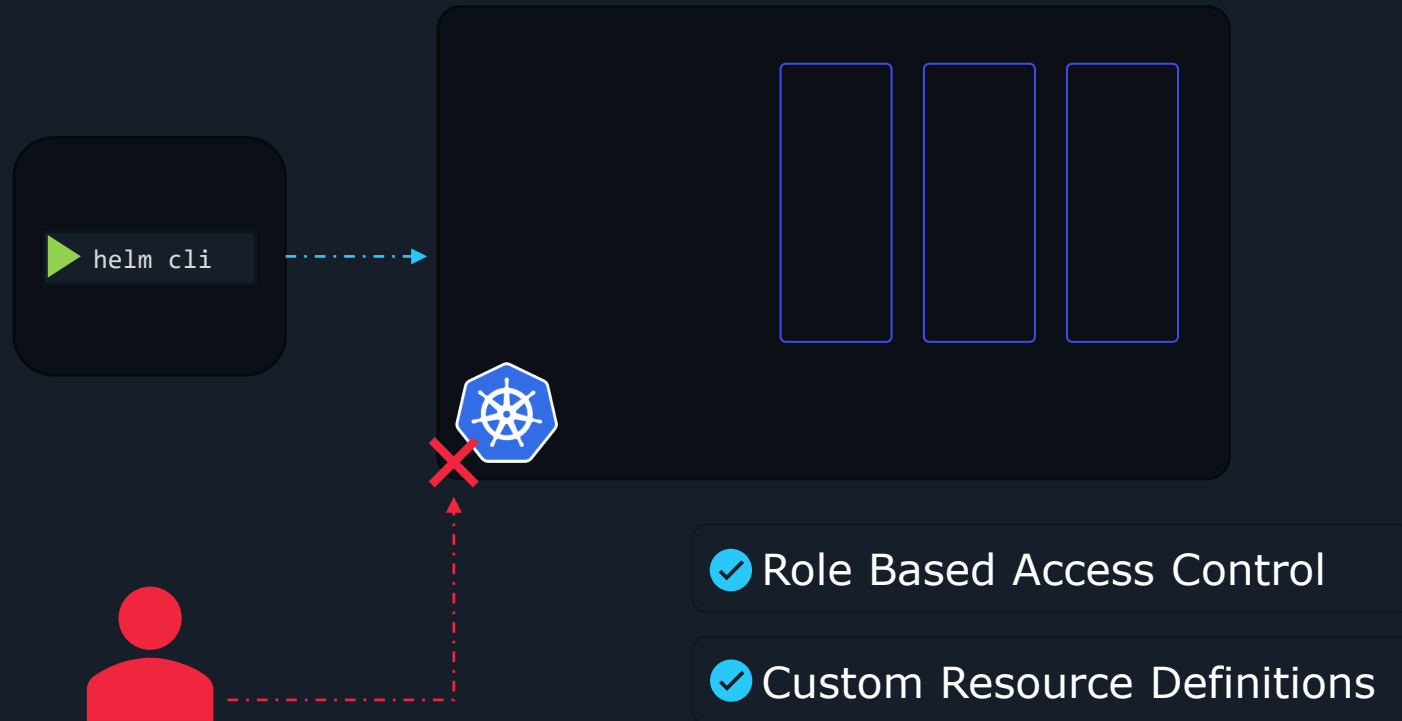 helm cli
Role Based Access Control
Custom Resource Definitions